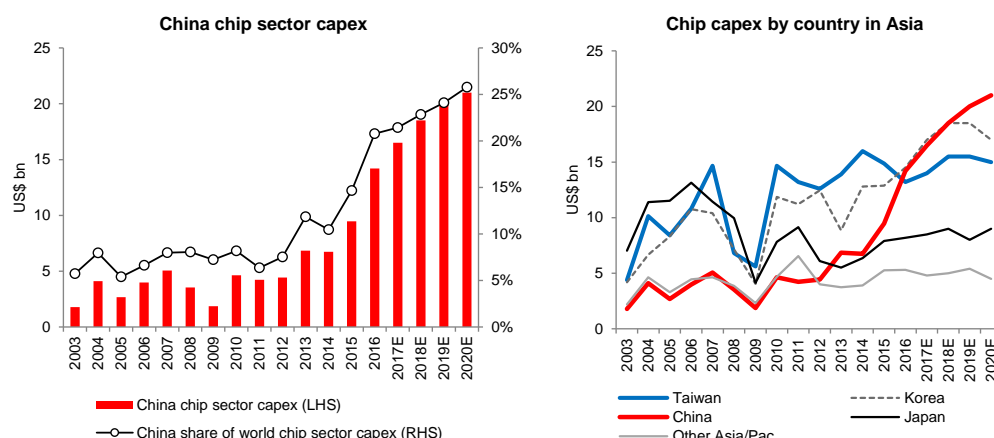 China chip sector capex
25
20
15
10
5
0
US$ bn
30%
25%
20%
15%
10%
5%
0%
2003
2004
2005
2006
2007
2008
2009
2010
2011
2012
2013
2014
2015
2016
2017E
2018E
2019E
2020E
China chip sector capex (LHS)
China share of world chip sector capex (RHS)
Chip capex by country in Asia
25
20
15
10
5
0
US$ bn
2003
2004
2005
2006
2007
2008
2009
2010
2011
2012
2013
2014
2015
2016
2017E
2018E
2019E
2020E
Taiwan
Korea
China
Japan
Other Asia/Pac